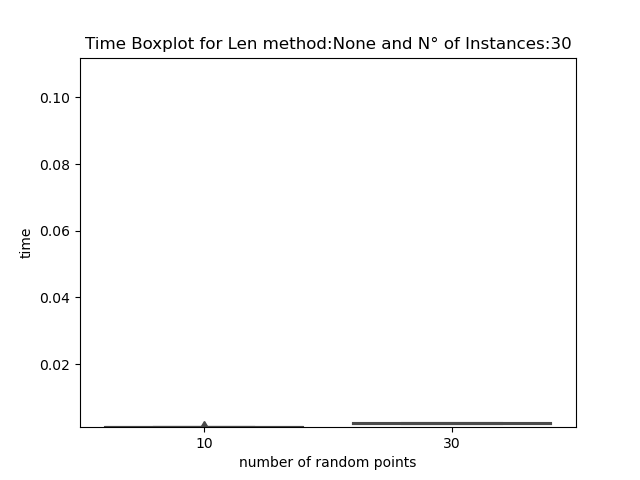 Time Boxplot for Len method:None and N° of Instances:30
0.10
0.08
0.06
0.04
0.02
time
10 30
number of random points